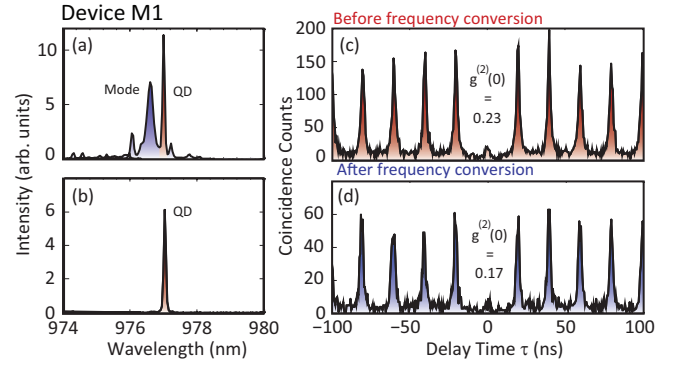 Device M1
Before frequency conversion
(a)
Mode
QD
10
5
0
(c)
g(2)(0)
=
0.23
200
150
100
50
0
After frequency conversion
(b)
QD
6
4
2
0
(d)
g(2)(0)
=
0.17
60
40
20
0
Intensity (arb. units)
Coincidence Counts
974 976 978 980
−100 −50 0 50 100
Wavelength (nm)
Delay Time τ (ns)